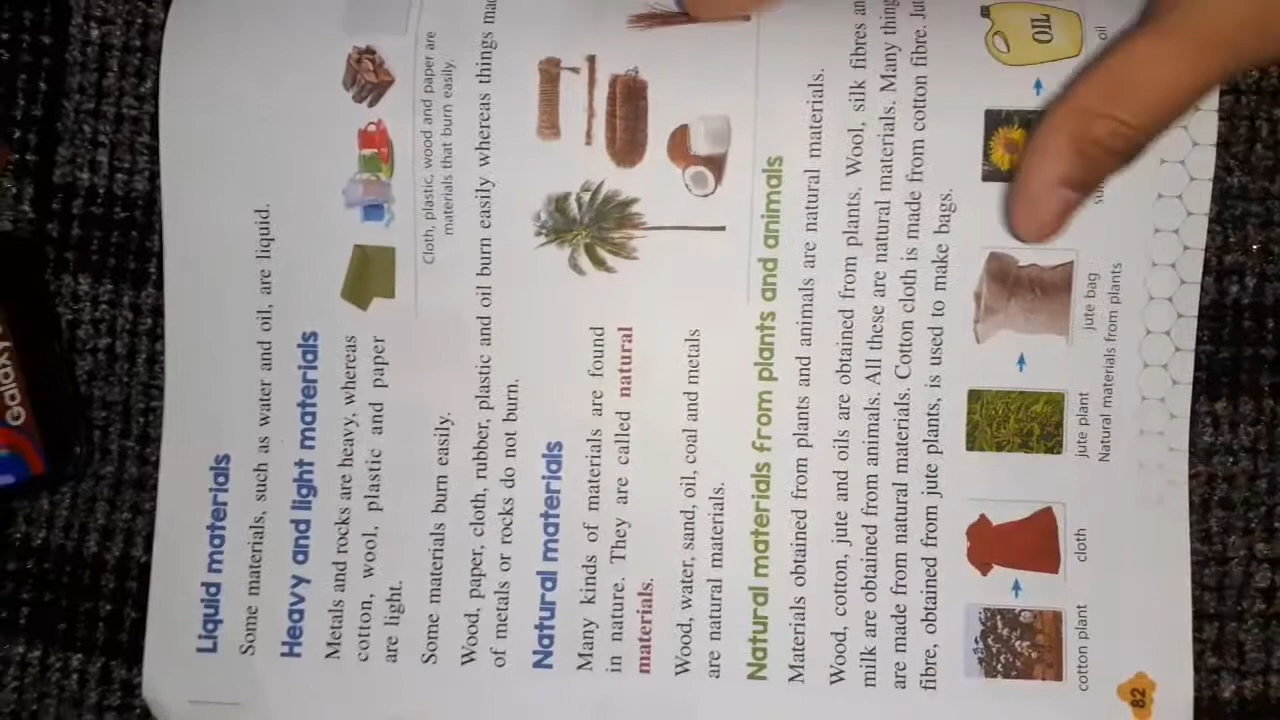 Liquid materials
Some materials, such as water and oil, are liquid.
Heavy and light materials
Metals and rocks are heavy, whereas
cotton, wool, plastic and paper
are light.
Cloth, plastic, wood and paper are
materials that burn easily.
Some materials burn easily.
Wood, paper, cloth, rubber, plastic and oil burn easily whereas things
of metals or rocks do not burn.
Natural materials
Many kinds of materials are found
in nature. They are called natural
materials.
Wood, water, sand, oil, coal and metals
are natural materials.
Natural materials from plants and animals
Materials obtained from plants and animals are natural materials.
Wood, cotton, jute and oils are obtained from plants. Wool, silk fibres
milk are obtained from animals. All these are natural materials. Many
are made from natural materials. Cotton cloth is made from cotton fibre.
fibre, obtained from jute plants, is used to make bags.
OIL
cotton plant
cloth
jute plant
jute bag
oil
Natural materials from plants
82
GALAXY